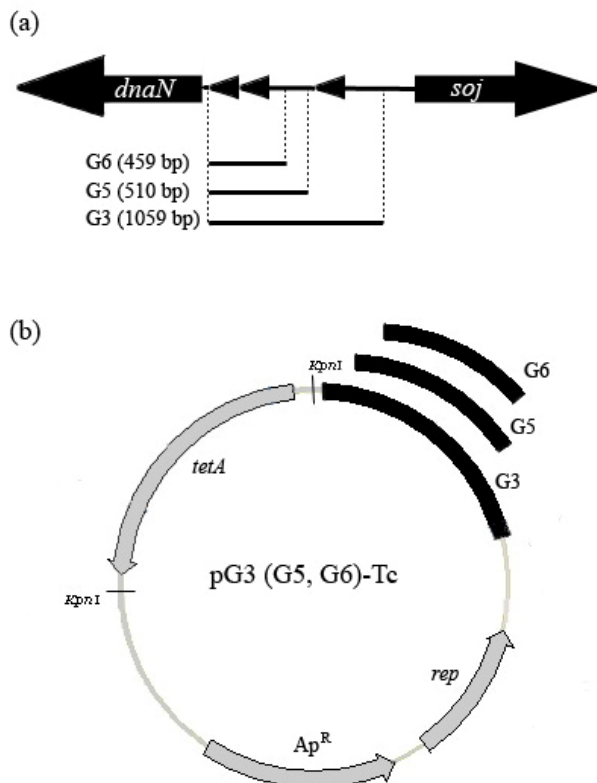 (a)
dnaN
soj
G6 (459 bp)
G5 (510 bp)
G3 (1059 bp)
(b)
KpnI
G6
G5
G3
tetA
pG3 (G5, G6)-Tc
KpnI
rep
Ap^R